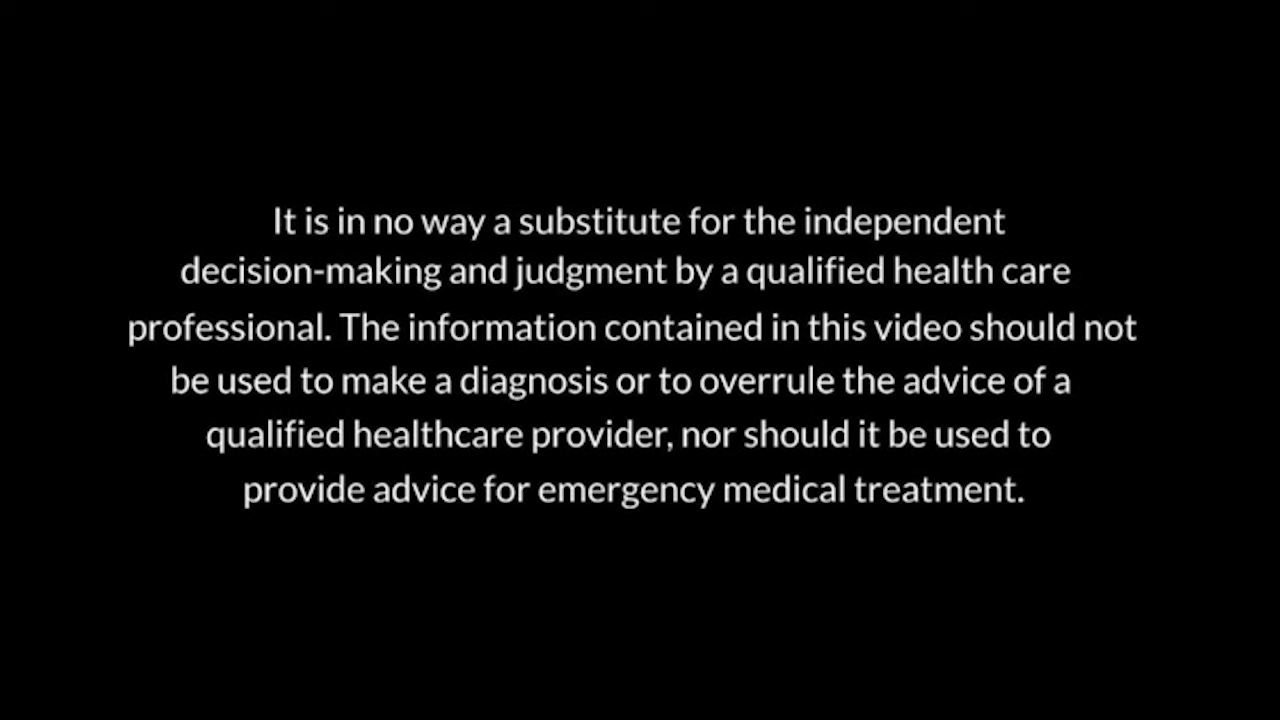 It is in no way a substitute for the independent
decision-making and judgment by a qualified health care
professional. The information contained in this video should not
be used to make a diagnosis or to overrule the advice of a
qualified healthcare provider, nor should it be used to
provide advice for emergency medical treatment.